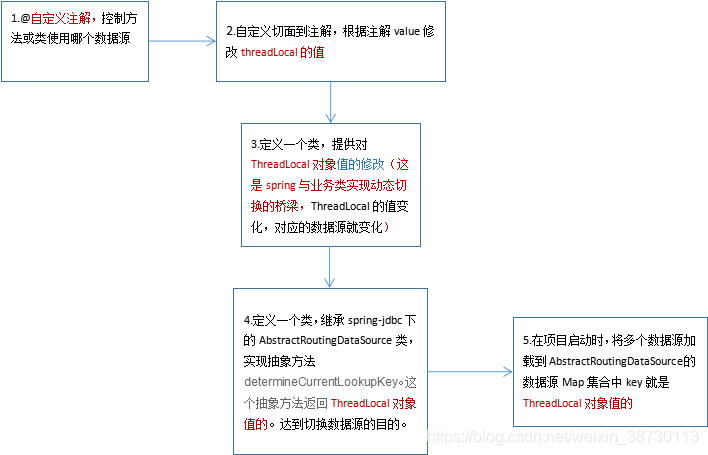 1.@自定义注解，控制方
法或类使用哪个数据源
2.自定义切面到注解，根据注解 value 修
改 threadLocal 的值
3.定义一个类，提供对
ThreadLocal 对象值的修改（这
是 spring 与业务类实现动态切
换的桥梁，ThreadLocal 的值变
化，对应的数据源就变化）
4.定义一个类，继承 spring-jdbc 下
的 AbstractRoutingDataSource 类，
实现抽象方法
determineCurrentLookupKey。这
个抽象方法返回 ThreadLocal 对象
值的。达到切换数据源的目的。
5.在项目启动时，将多个数据源加
载到 AbstractRoutingDataSource的
数据源 Map 集合中 key 就是
ThreadLocal 对象值的
https://blog.csdn.net/weixin_38730113